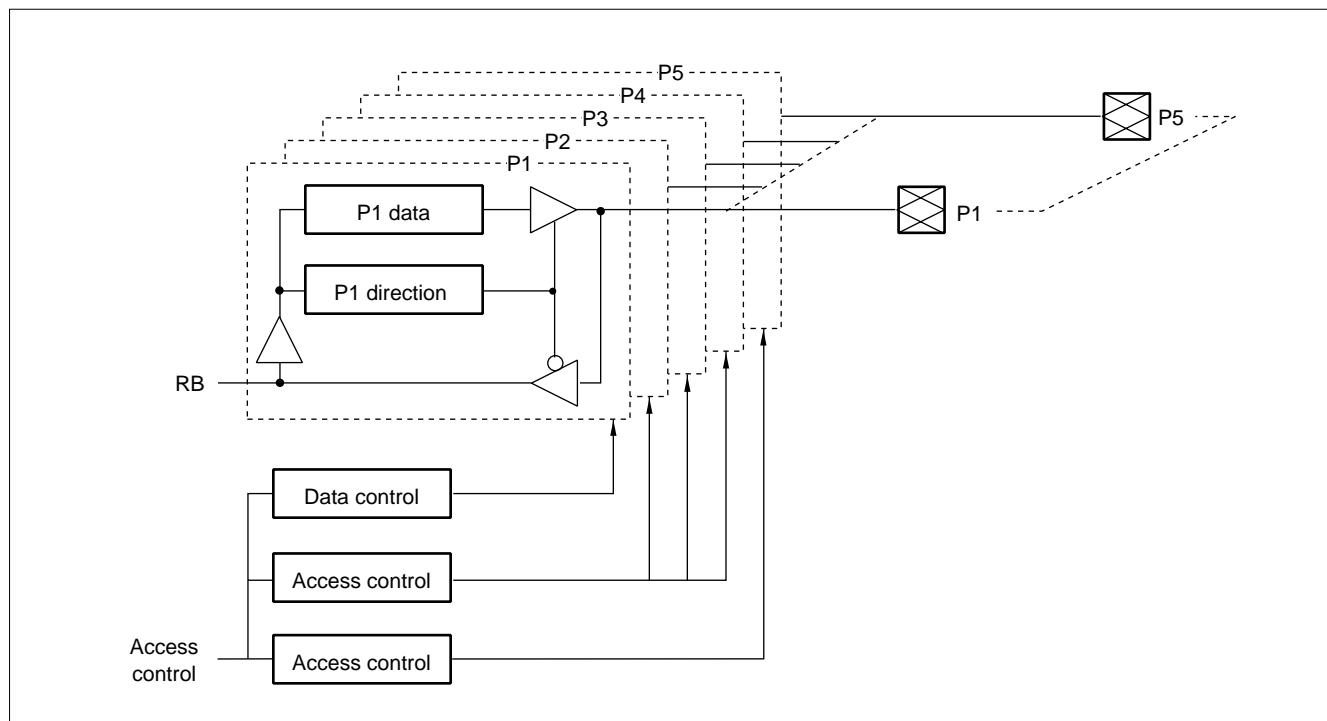 P5
P4
P3
P2
P1
P5
P1 data
P1
P1 direction
RB
Data control
Access control
Access
control
Access control